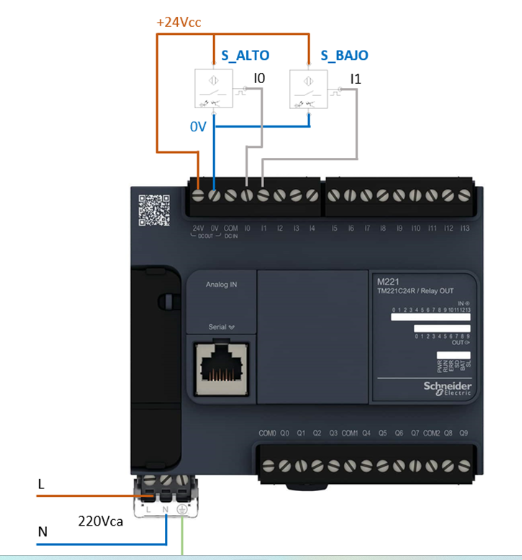 +24Vcc
S_ALTO
S_BAJO
I0
I1
0V
24V 0V COM I0 I1 I2 I3 I4 I5 I6 I7 I8 I9 I10 I11 I12 I13
DC OUT DC IN
Analog IN
M221
TM221C24R / Relay OUT
IN
0 1 2 3 4 5 6 7 8 9 10 11 12 13
Serial
0 1 2 3 4 5 6 7 8 9
OUT
PWR
RUN
ERR
SD
BAT
SL
Schneider
Electric
COM0 Q0 Q1 Q2 Q3 COM1 Q4 Q5 Q6 Q7 COM2 Q8 Q9
L
L N
220Vca
N